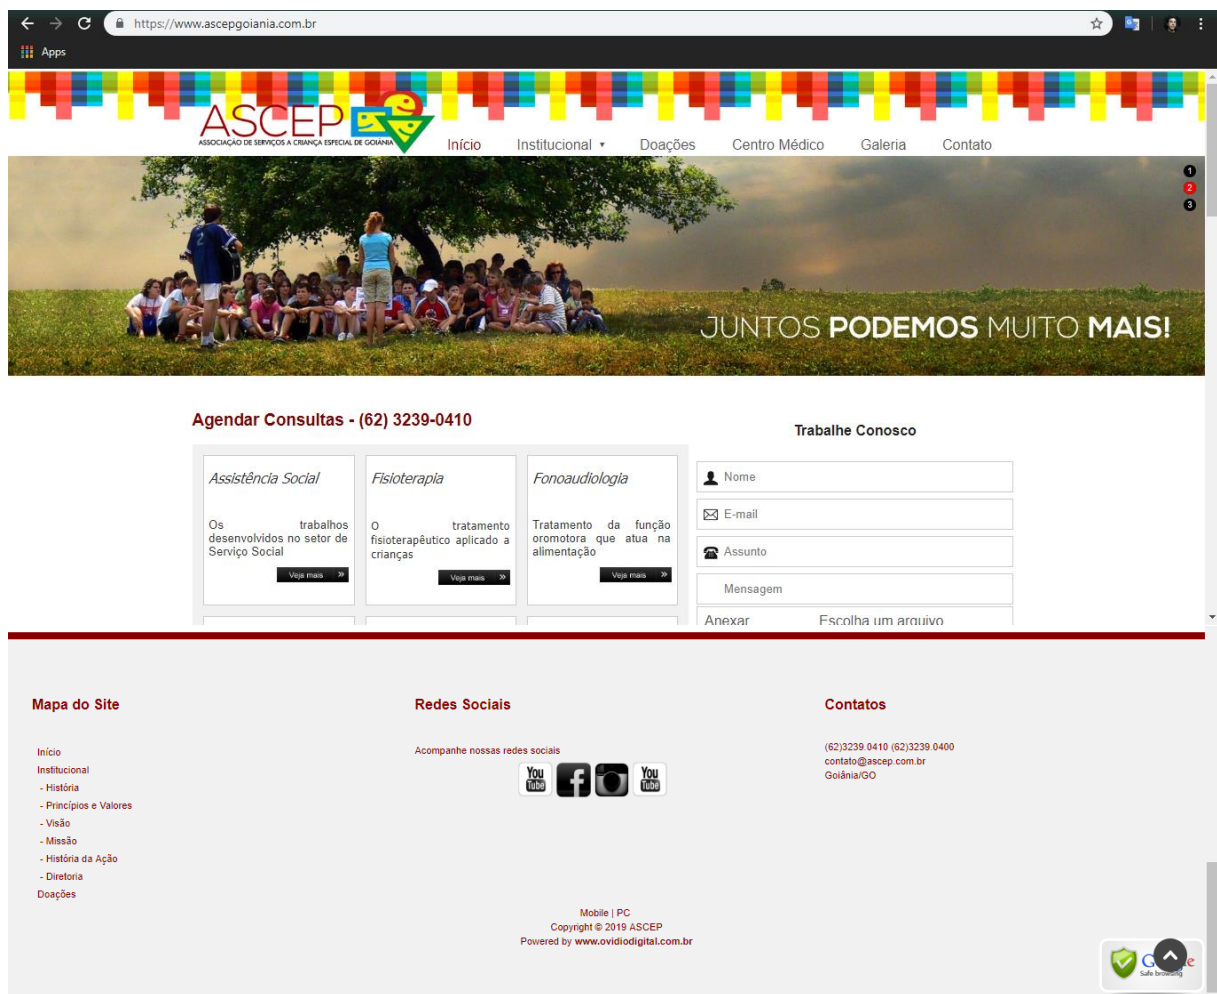 https://www.ascepgoiania.com.br
Apps
ASCEP
ASSOCIAÇÃO DE SERVIÇOS A CRIANÇA ESPECIAL DE GOIÂNIA
Início Institucional ▾ Doações Centro Médico Galeria Contato
1
2
3
JUNTOS PODEMOS MUITO MAIS!
Agendar Consultas - (62) 3239-0410
Assistência Social
Os trabalhos
desenvolvidos no setor de
Serviço Social
Veja mais »
Fisioterapia
O tratamento
fisioterapêutico aplicado a
crianças
Veja mais »
Fonoaudiologia
Tratamento da função
oromotora que atua na
alimentação
Veja mais »
Trabalhe Conosco
Nome
E-mail
Assunto
Mensagem
Anexar Escolha um arquivo
Mapa do Site
Início
Institucional
- História
- Princípios e Valores
- Visão
- Missão
- História da Ação
- Diretoria
Doações
Redes Sociais
Acompanhe nossas redes sociais
You
Tube
You
Tube
Contatos
(62)3239.0410 (62)3239.0400
contato@ascep.com.br
Goiânia/GO
Mobile | PC
Copyright © 2019 ASCEP
Powered by www.ovidiodigital.com.br
Safe browsing